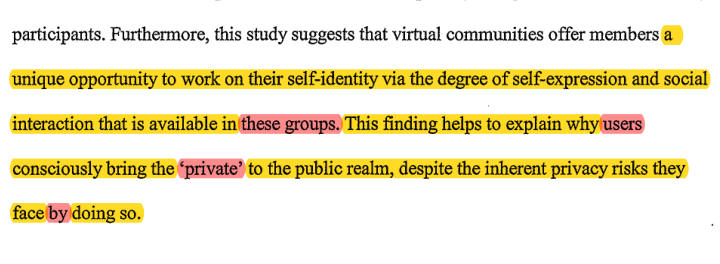 participants. Furthermore, this study suggests that virtual communities offer members a
unique opportunity to work on their self-identity via the degree of self-expression and social
interaction that is available in these groups. This finding helps to explain why users
consciously bring the ‘private’ to the public realm, despite the inherent privacy risks they
face by doing so.